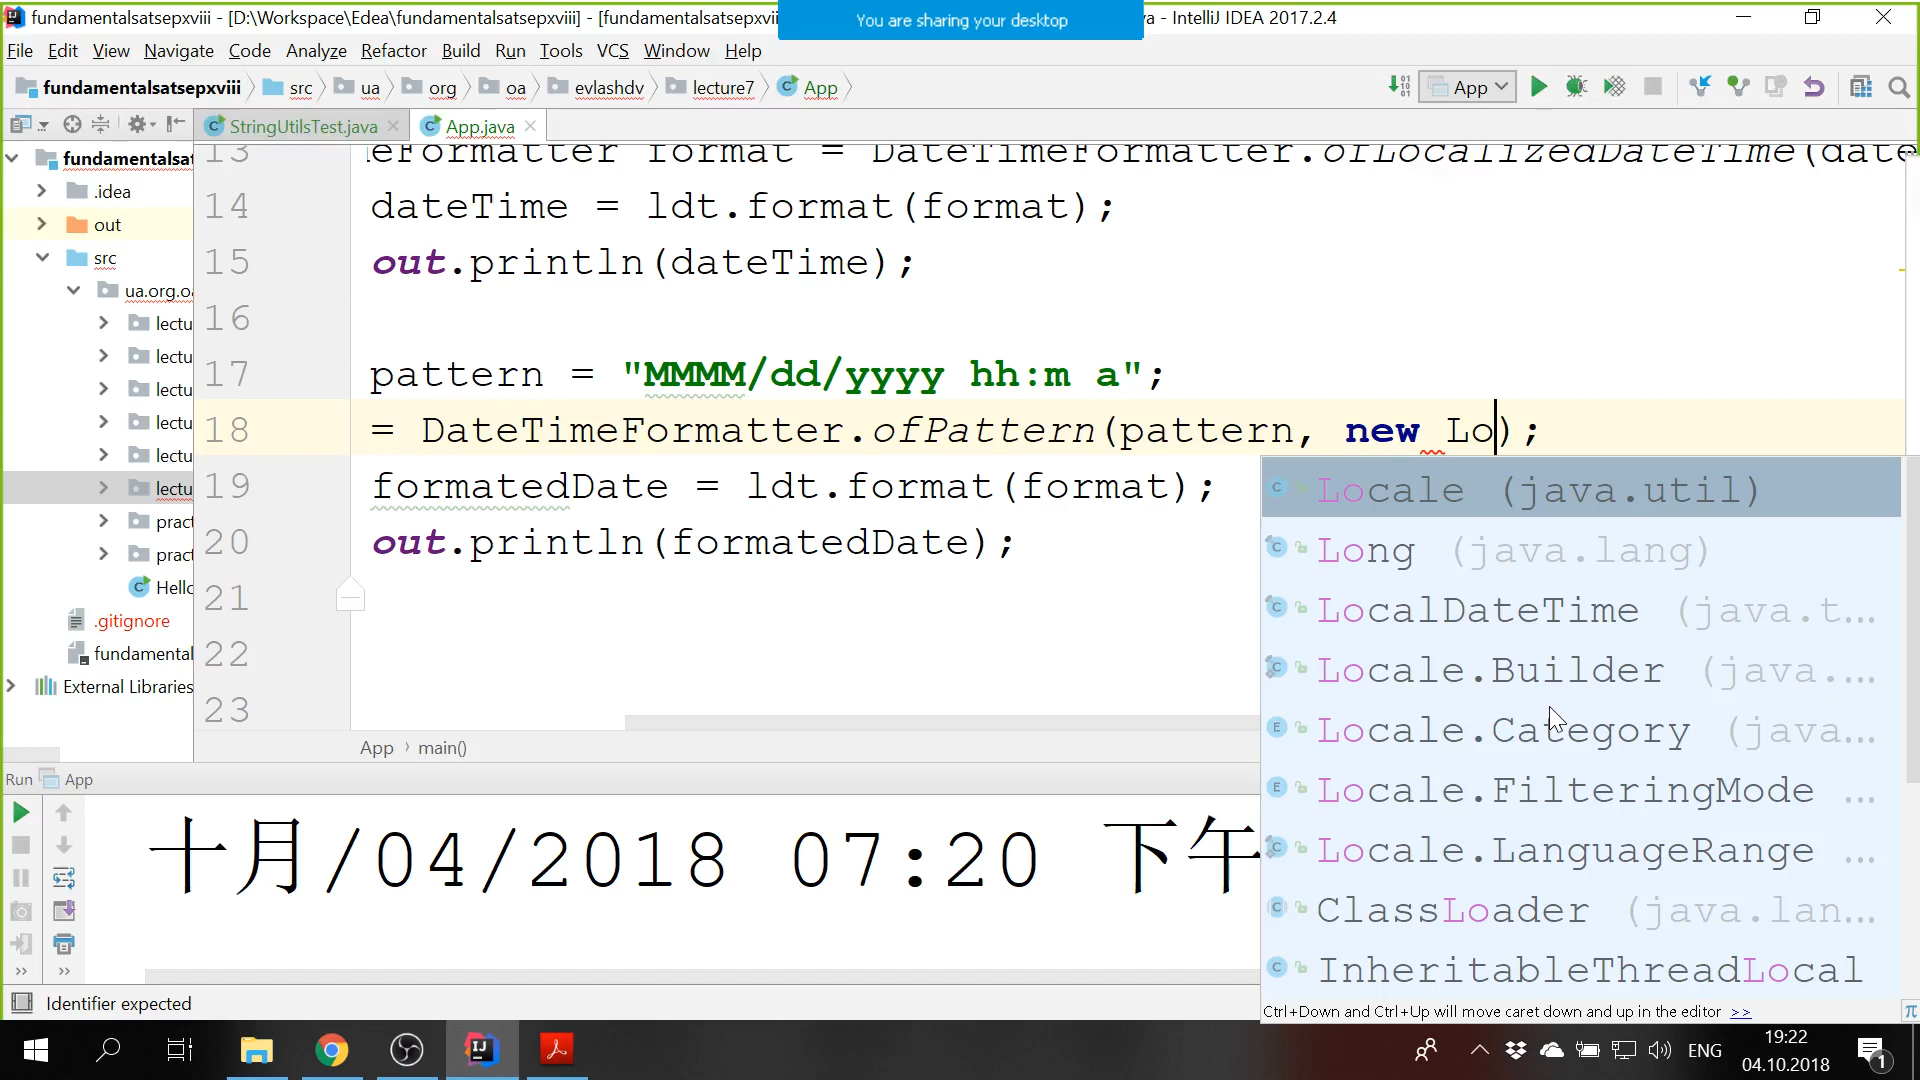 fundamentalsatsepxviii - [D:\Workspace\Edea\fundamentalsatsepxviii] - [fundamentalsatsepxvii
You are sharing your desktop
- IntelliJ IDEA 2017.2.4
File Edit View Navigate Code Analyze Refactor Build Run Tools VCS Window Help
fundamentalsatsepxviii src ua org oa evlashdv lecture7 App
App
StringUtilsTest.java App.java
fundamentalsat
.idea
out
src
ua.org.oa
lectu
lectu
lectu
lectu
lectu
lectu
pract
pract
Hello
.gitignore
fundamental
External Libraries
13 eFormatter format = DateTimeFormatter.ofLocalizedDateTime(date
14 dateTime = ldt.format(format);
15 out.println(dateTime);
16
17 pattern = "MMMM/dd/yyyy hh:m a";
18 = DateTimeFormatter.ofPattern(pattern, new Lo);
19 formatedDate = ldt.format(format);
20 out.println(formatedDate);
21
22
23
Locale (java.util)
Long (java.lang)
LocalDateTime (java.t...
Locale.Builder (java....
Locale.Category (java...
Locale.FilteringMode ...
Locale.LanguageRange ...
ClassLoader (java.lan...
InheritableThreadLocal
Ctrl+Down and Ctrl+Up will move caret down and up in the editor >>
App › main()
Run App
十月/04/2018 07:20 下午
Identifier expected
ENG
19:22
04.10.2018
1